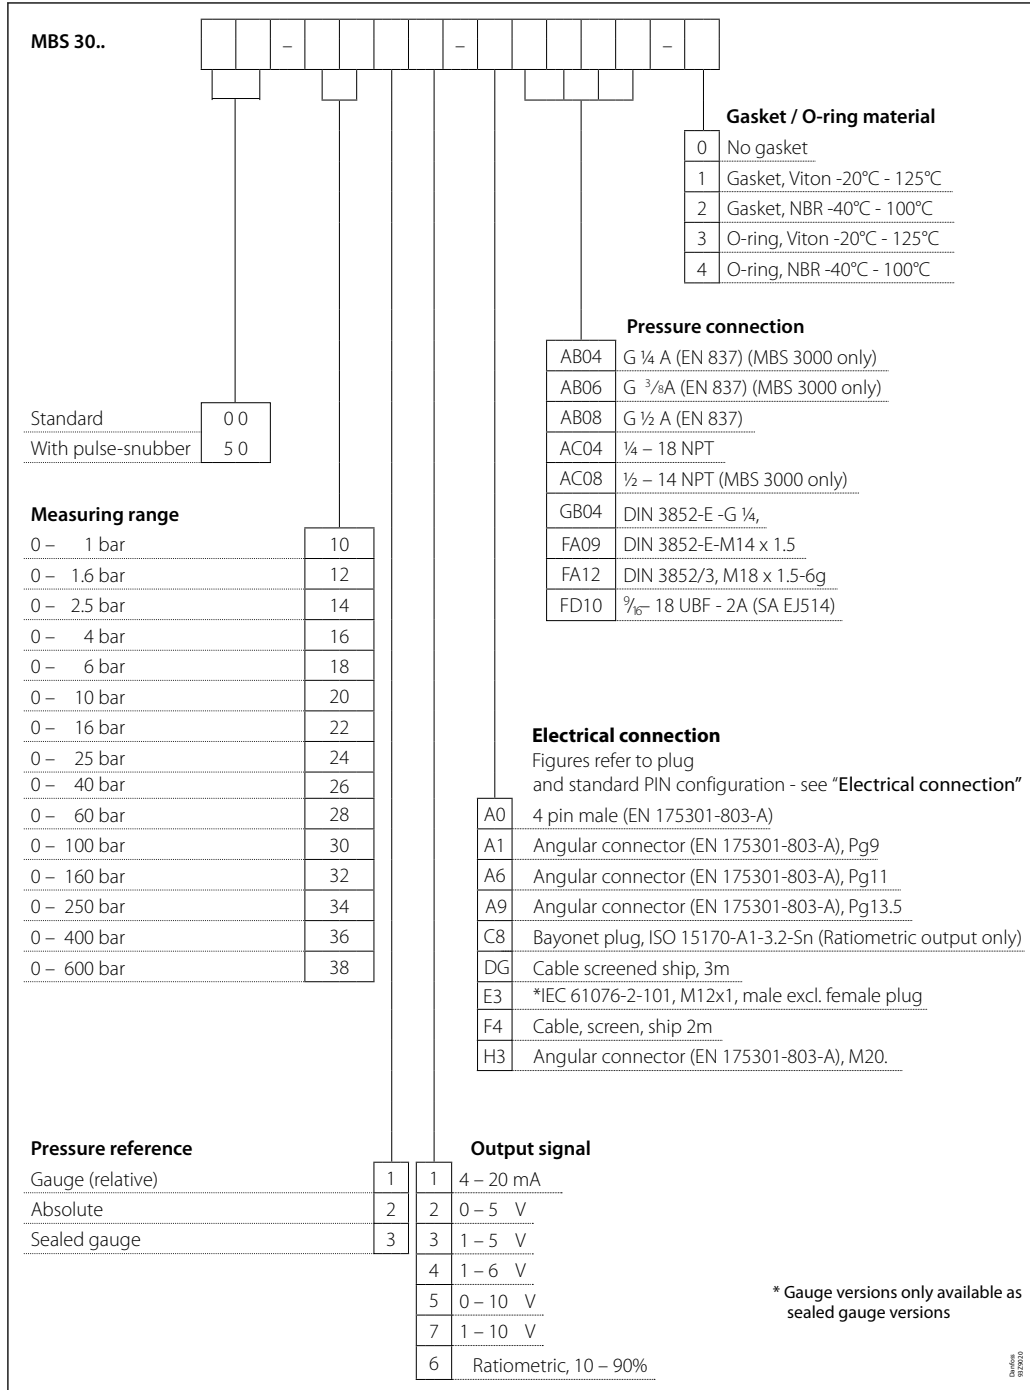 MBS 30..
– – –
Gasket / O-ring material
0 No gasket
1 Gasket, Viton -20°C - 125°C
2 Gasket, NBR -40°C - 100°C
3 O-ring, Viton -20°C - 125°C
4 O-ring, NBR -40°C - 100°C
Pressure connection
AB04 G ¼ A (EN 837) (MBS 3000 only)
AB06 G 3/8A (EN 837) (MBS 3000 only)
AB08 G ½ A (EN 837)
AC04 ¼ – 18 NPT
AC08 ½ – 14 NPT (MBS 3000 only)
GB04 DIN 3852-E -G ¼,
FA09 DIN 3852-E-M14 x 1.5
FA12 DIN 3852/3, M18 x 1.5-6g
FD10 9/16– 18 UBF - 2A (SA EJ514)
Standard 0 0
With pulse-snubber 5 0
Measuring range
0 – 1 bar 10
0 – 1.6 bar 12
0 – 2.5 bar 14
0 – 4 bar 16
0 – 6 bar 18
0 – 10 bar 20
0 – 16 bar 22
0 – 25 bar 24
0 – 40 bar 26
0 – 60 bar 28
0 – 100 bar 30
0 – 160 bar 32
0 – 250 bar 34
0 – 400 bar 36
0 – 600 bar 38
Electrical connection
Figures refer to plug
and standard PIN configuration - see “Electrical connection”
A0 4 pin male (EN 175301-803-A)
A1 Angular connector (EN 175301-803-A), Pg9
A6 Angular connector (EN 175301-803-A), Pg11
A9 Angular connector (EN 175301-803-A), Pg13.5
C8 Bayonet plug, ISO 15170-A1-3.2-Sn (Ratiometric output only)
DG Cable screened ship, 3m
E3 *IEC 61076-2-101, M12x1, male excl. female plug
F4 Cable, screen, ship 2m
H3 Angular connector (EN 175301-803-A), M20.
Pressure reference
Gauge (relative) 1
Absolute 2
Sealed gauge 3
Output signal
1 4 – 20 mA
2 0 – 5 V
3 1 – 5 V
4 1 – 6 V
5 0 – 10 V
7 1 – 10 V
6 Ratiometric, 10 – 90%
* Gauge versions only available as
sealed gauge versions
Danfoss